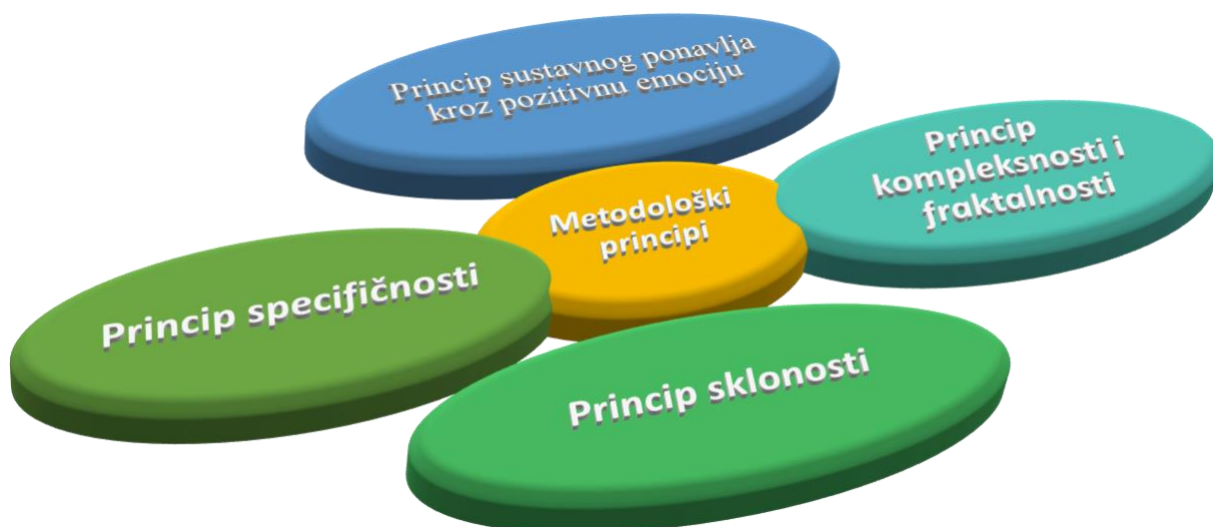 Princip sustavnog ponavlja
kroz pozitivnu emociju
Princip
kompleksnosti i
fraktalnosti
Metodološki
principi
Princip specifičnosti
Princip sklonosti